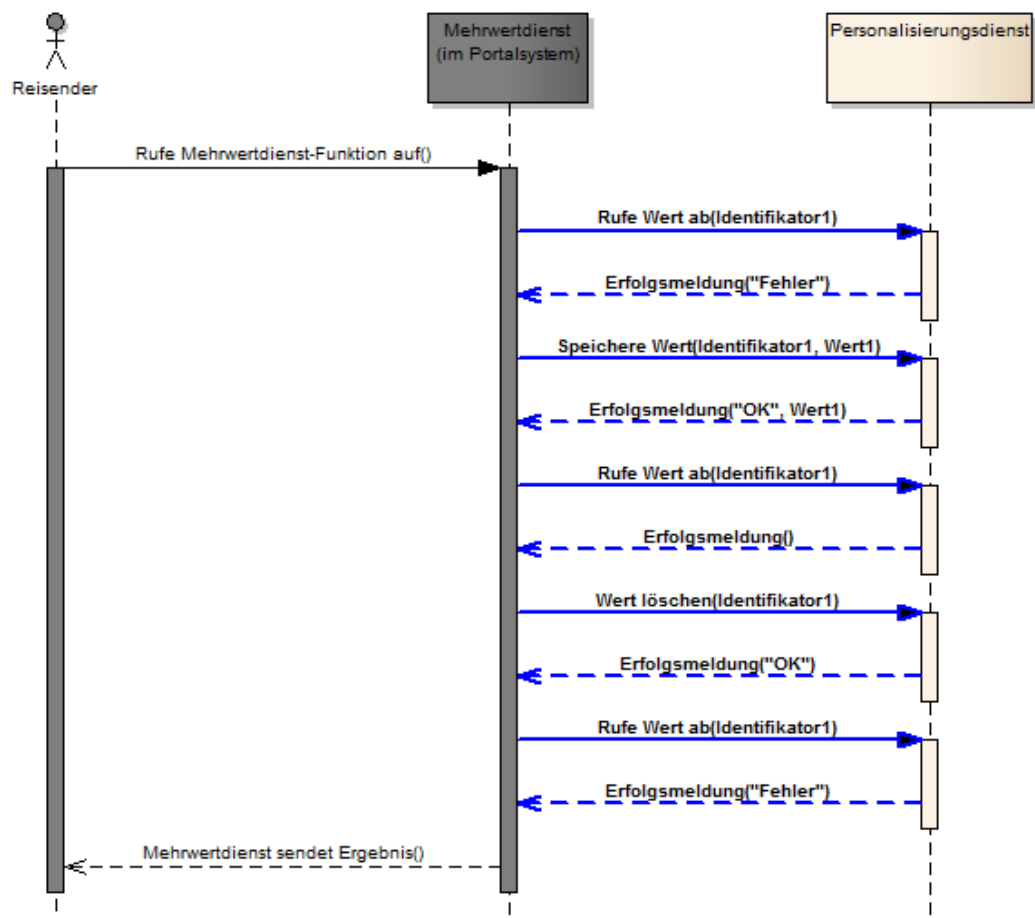 Reisender
Mehrwertdienst
(im Portalsystem)
Personalisierungsdienst
Rufe Mehrwertdienst-Funktion auf()
Rufe Wert ab(Identifikator1)
Erfolgsmeldung("Fehler")
Speichere Wert(Identifikator1, Wert1)
Erfolgsmeldung("OK", Wert1)
Rufe Wert ab(Identifikator1)
Erfolgsmeldung()
Wert löschen(Identifikator1)
Erfolgsmeldung("OK")
Rufe Wert ab(Identifikator1)
Erfolgsmeldung("Fehler")
Mehrwertdienst sendet Ergebnis()